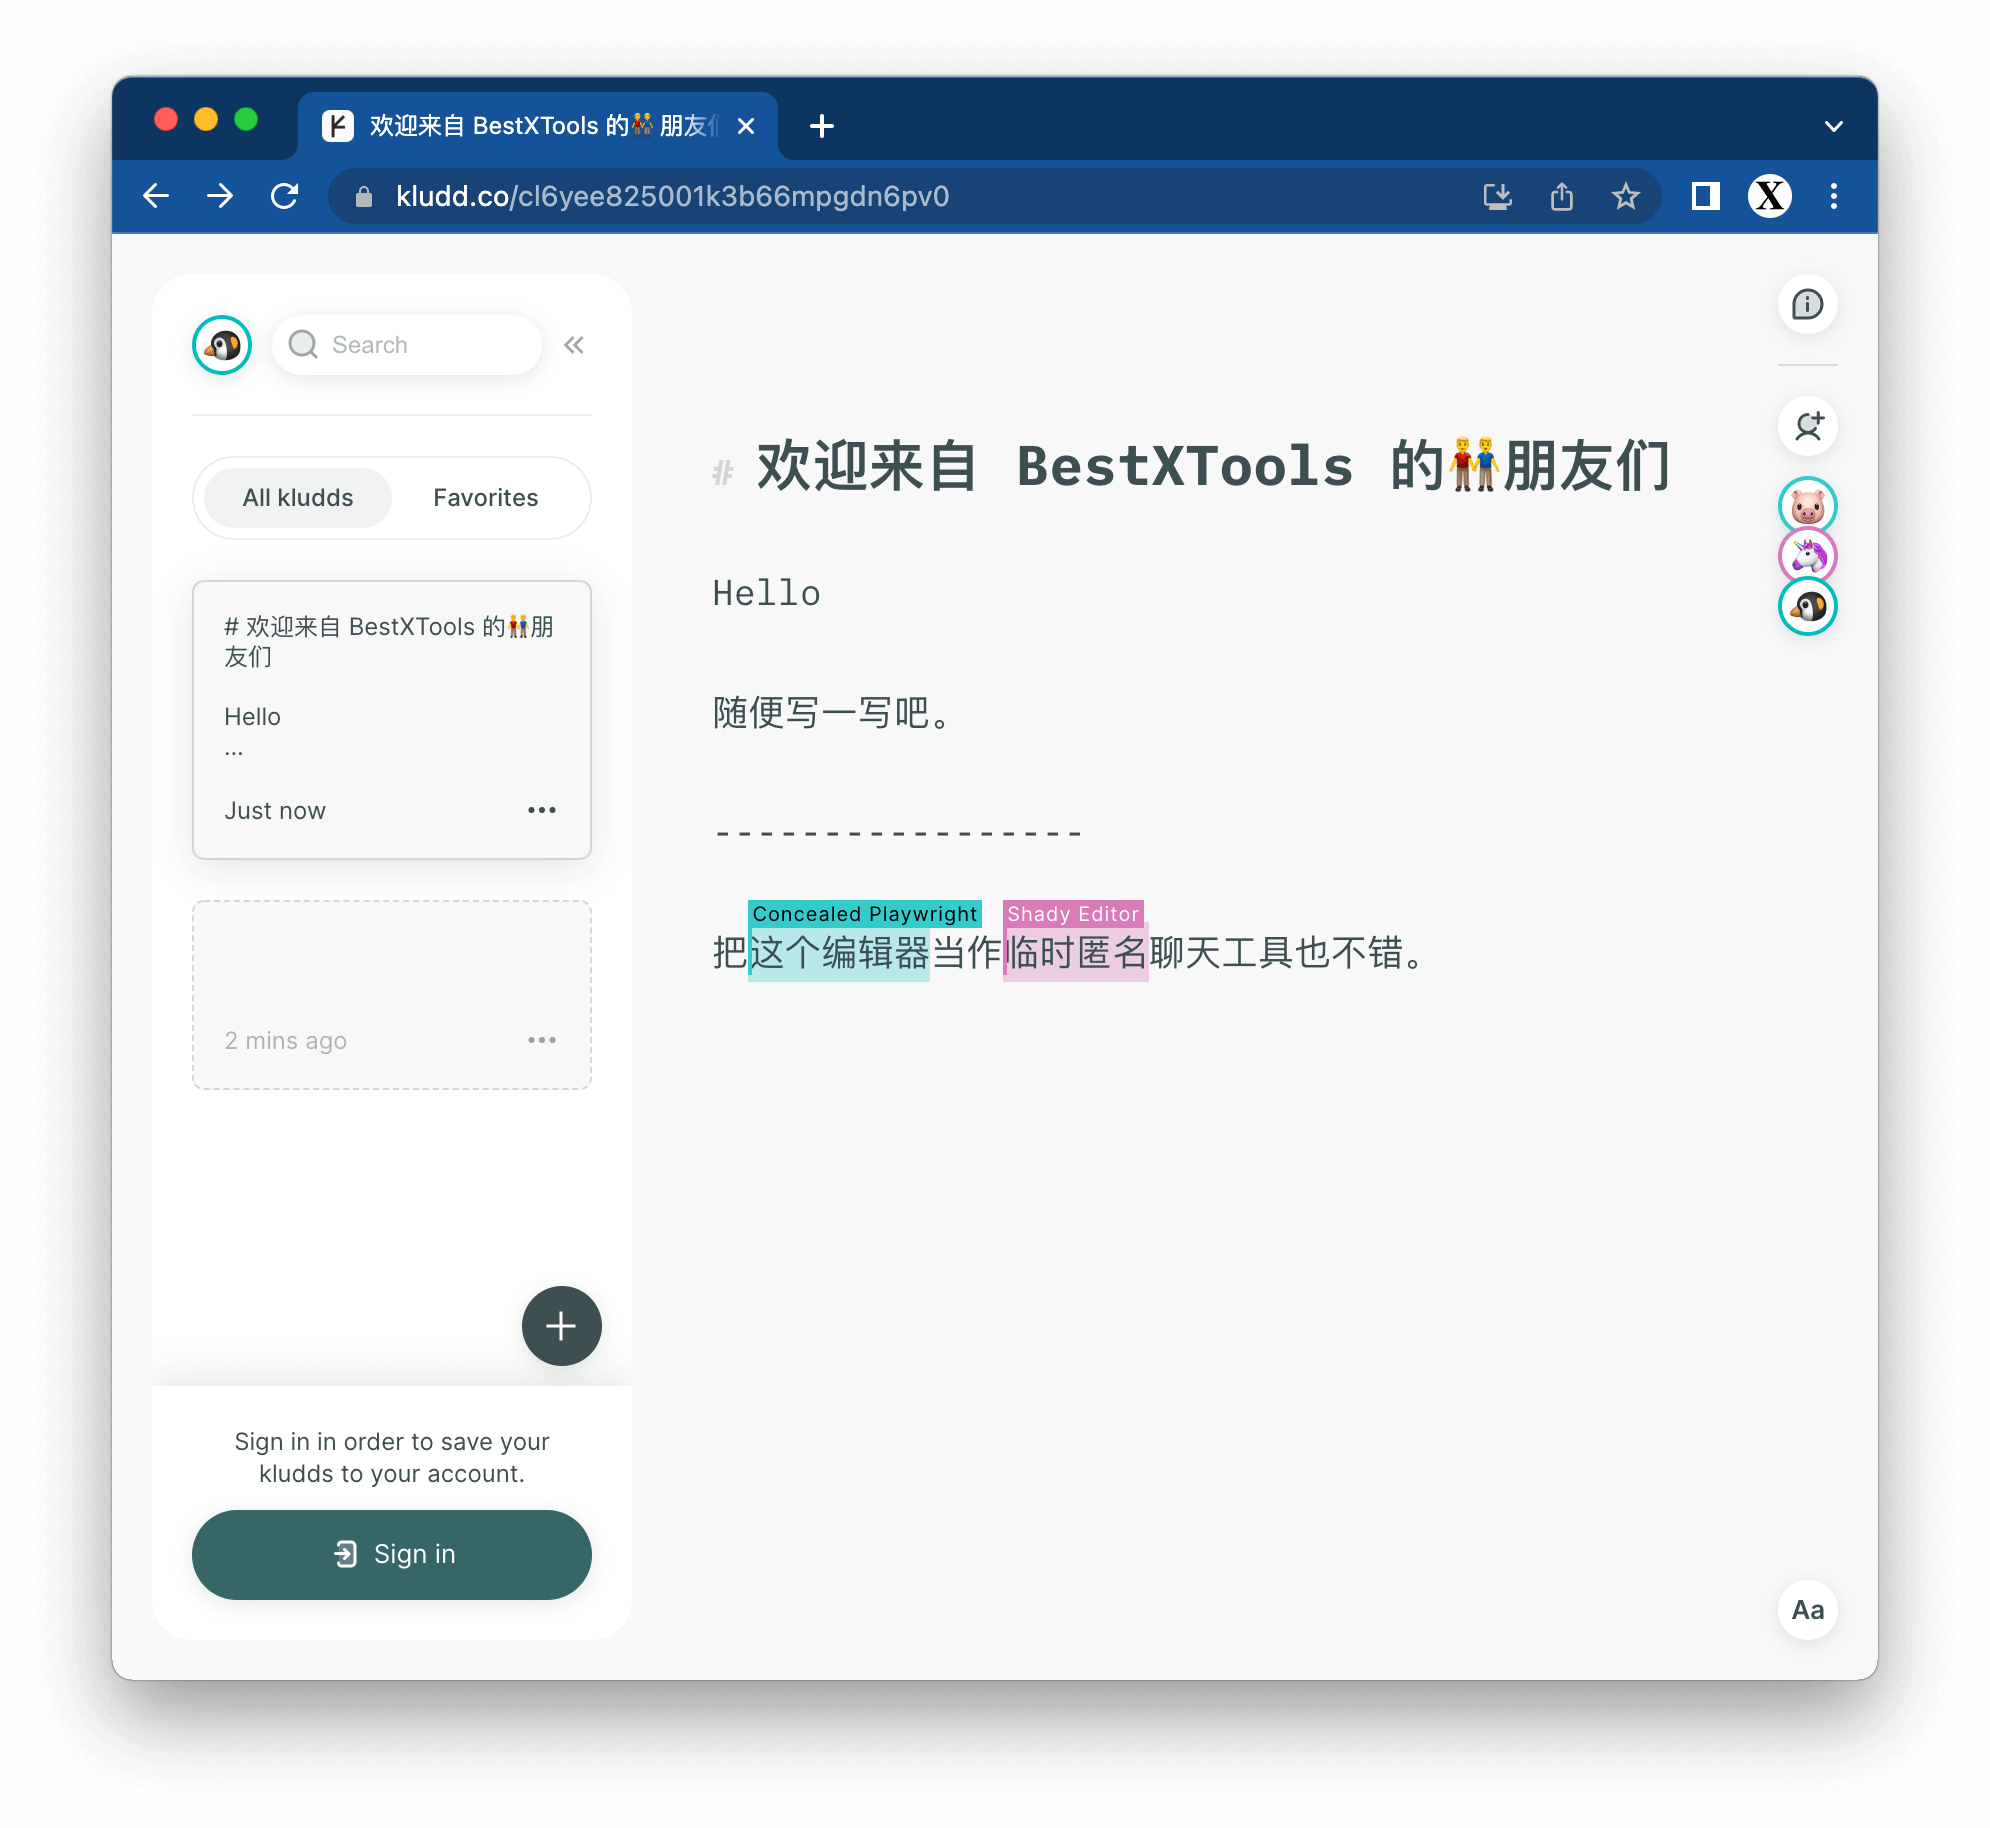 欢迎来自 BestXTools 的👬朋友们
kludd.co/cl6yee825001k3b66mpgdn6pv0
X
Search
All kludds
Favorites
# 欢迎来自 BestXTools 的👬朋
友们
Hello
...
Just now
2 mins ago
Sign in in order to save your
kludds to your account.
Sign in
# 欢迎来自 BestXTools 的👬朋友们
Hello
随便写一写吧。
-----------------
Concealed Playwright
Shady Editor
把这个编辑器当作临时匿名聊天工具也不错。
Aa